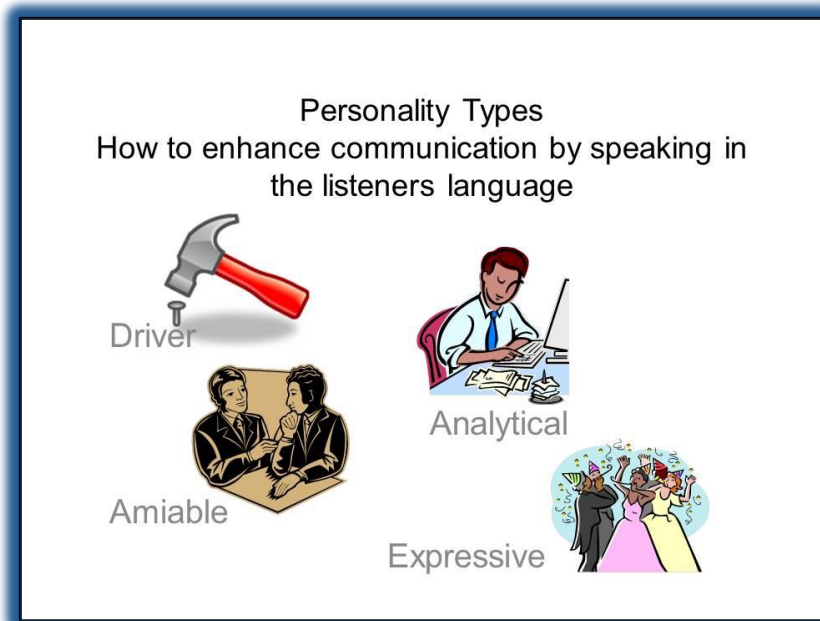 Personality Types
How to enhance communication by speaking in
the listeners language
Driver
Analytical
Amiable
Expressive